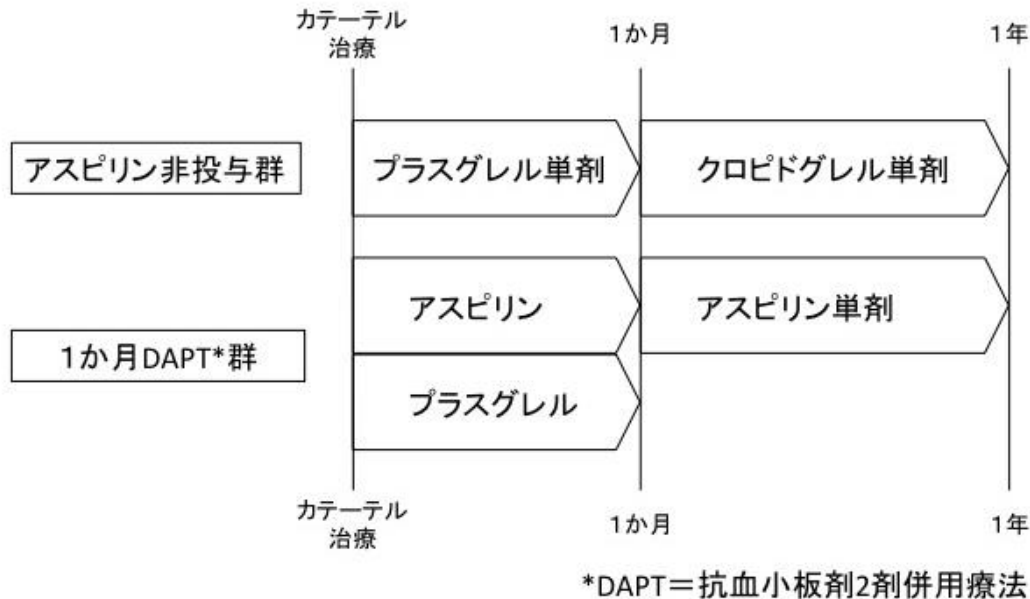 カテーテル
治療
1か月
1年
アスピリン非投与群
プラスグレル単剤
クロピドグレル単剤
アスピリン
アスピリン単剤
1か月DAPT*群
プラスグレル
カテーテル
治療
1か月
1年
*DAPT=抗血小板剤2剤併用療法